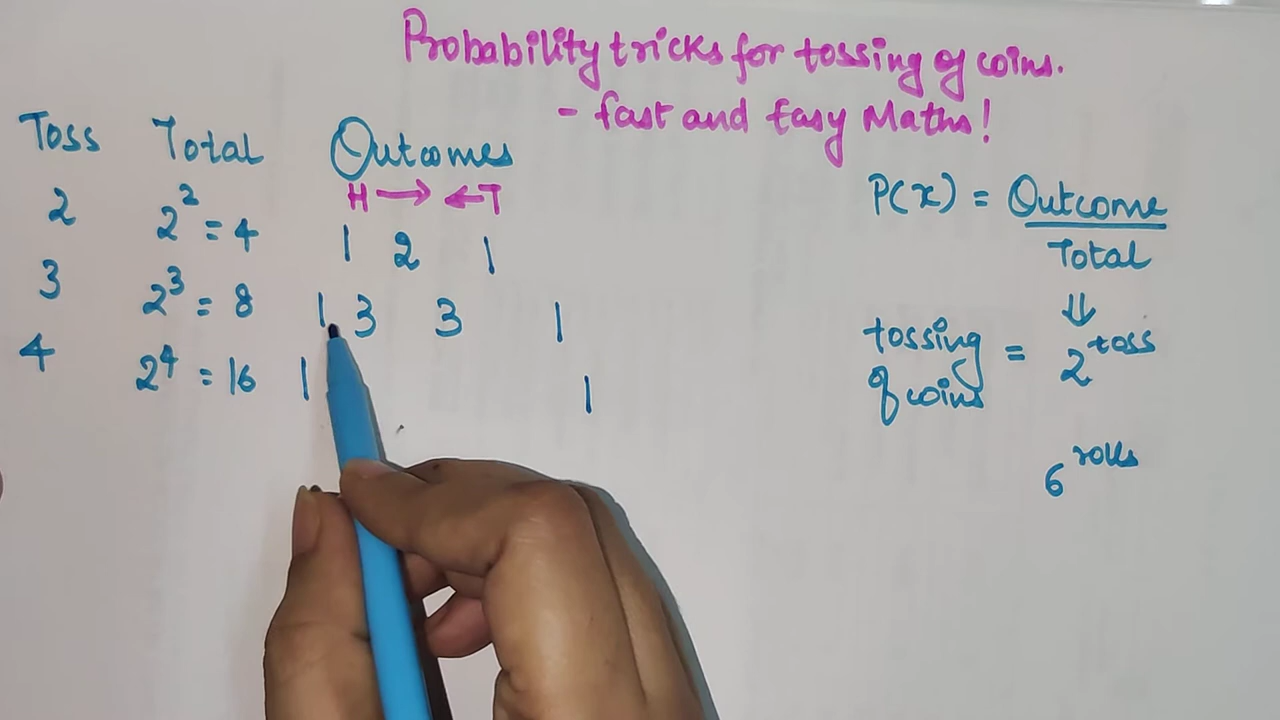 Probability tricks for tossing of coins.
- fast and Easy Maths!
Toss Total Outcomes
H → ← T
2 2² = 4 1 2 1
3 2³ = 8 1 3 3 1
4 2⁴ = 16 1 1
P(x) = Outcome
Total
⇓
tossing of coins = 2^toss
6^rolls